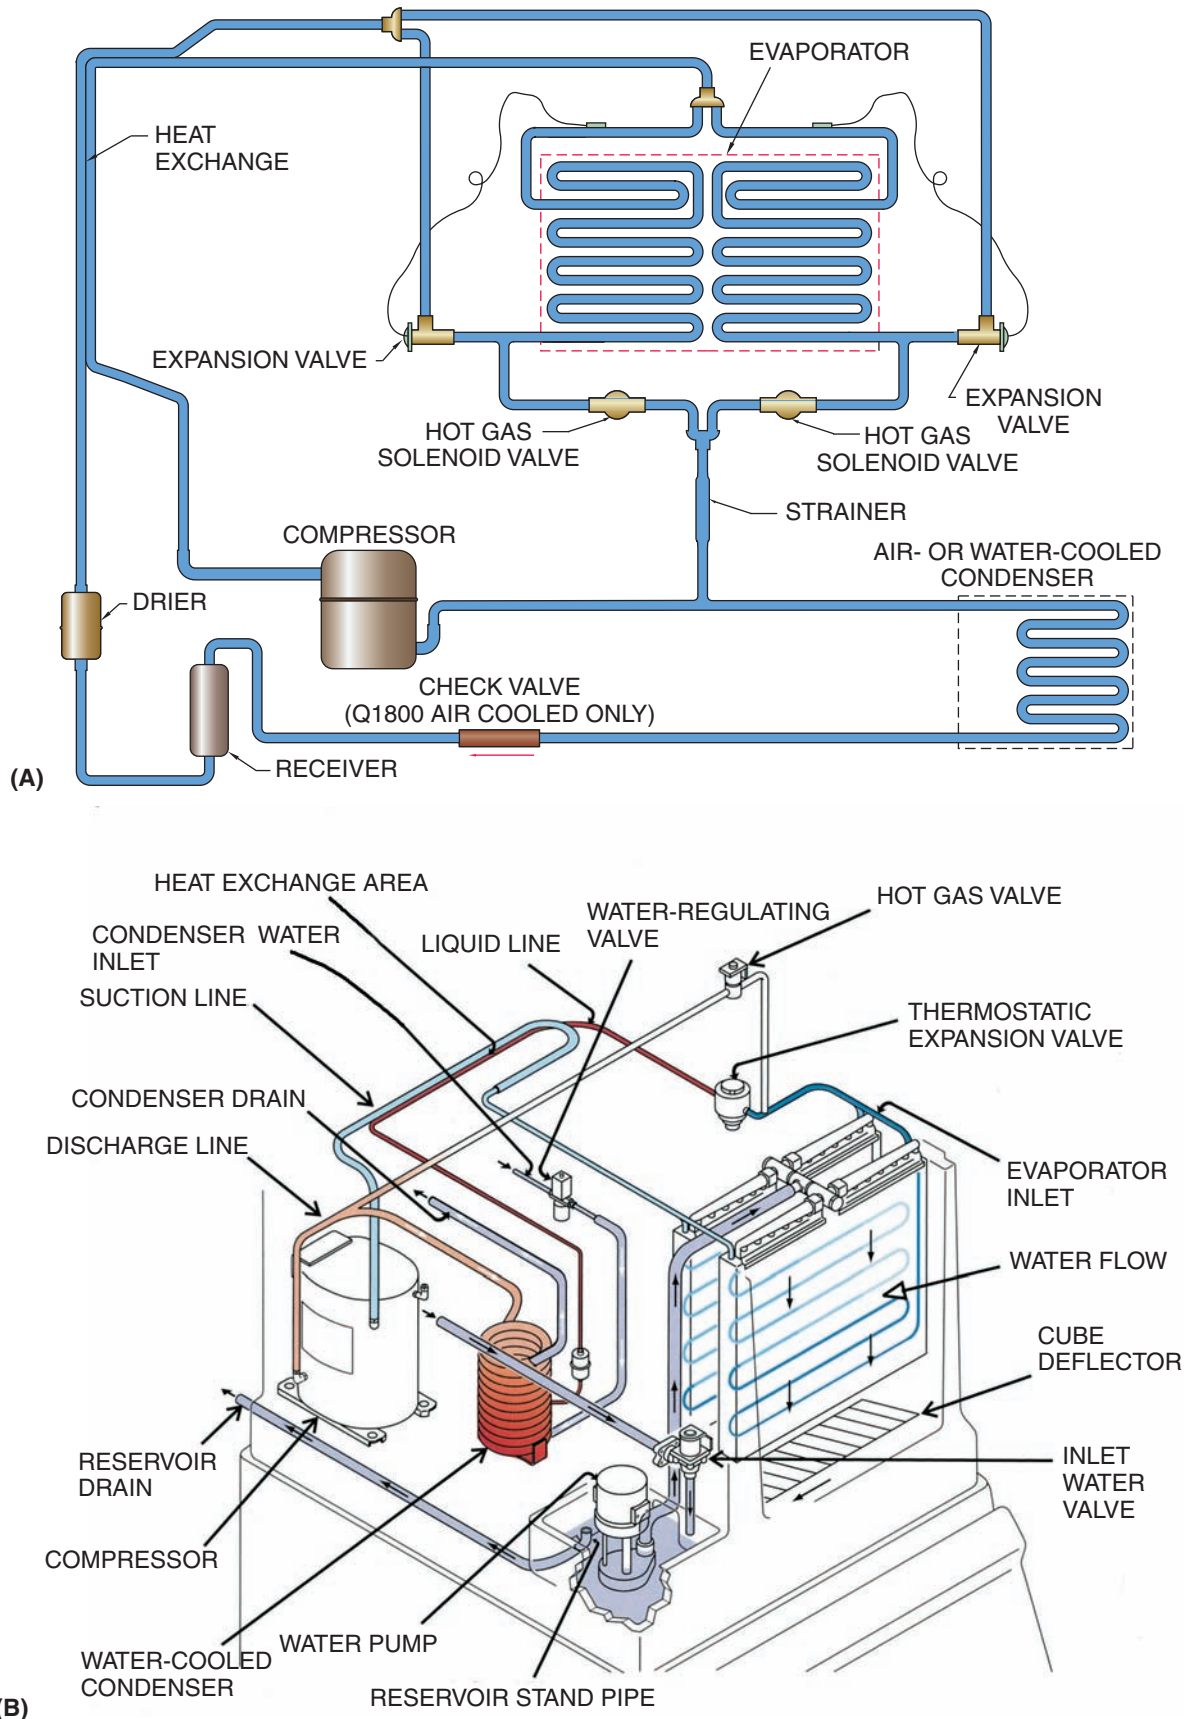 EVAPORATOR
HEAT
EXCHANGE
EXPANSION VALVE
EXPANSION
VALVE
HOT GAS
SOLENOID VALVE
HOT GAS
SOLENOID VALVE
STRAINER
COMPRESSOR
AIR- OR WATER-COOLED
CONDENSER
DRIER
CHECK VALVE
(Q1800 AIR COOLED ONLY)
RECEIVER
(A)
HEAT EXCHANGE AREA
HOT GAS VALVE
WATER-REGULATING
VALVE
CONDENSER WATER
INLET
LIQUID LINE
SUCTION LINE
THERMOSTATIC
EXPANSION VALVE
CONDENSER DRAIN
DISCHARGE LINE
EVAPORATOR
INLET
WATER FLOW
CUBE
DEFLECTOR
RESERVOIR
DRAIN
INLET
WATER
VALVE
COMPRESSOR
WATER PUMP
WATER-COOLED
CONDENSER
RESERVOIR STAND PIPE
(B)